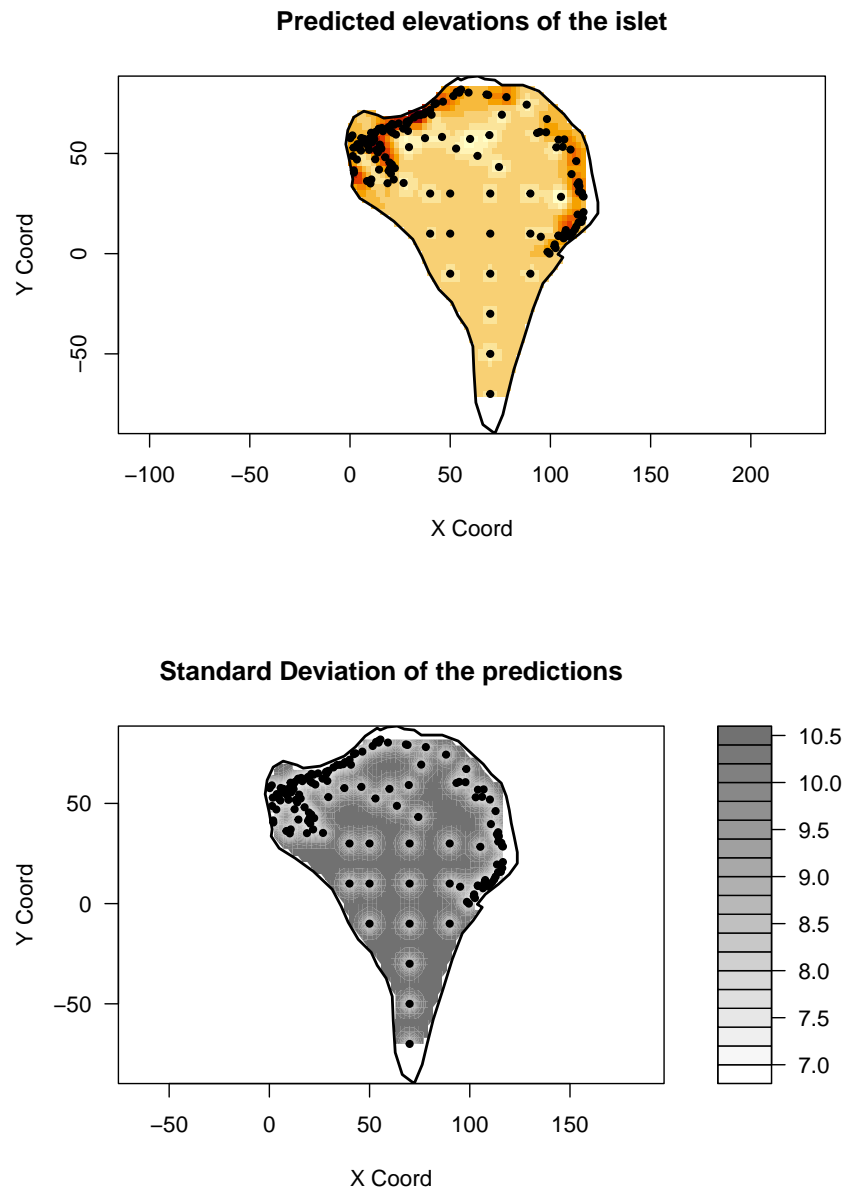 Predicted elevations of the islet
50
0
−50
Y Coord
−100 −50 0 50 100 150 200
X Coord
Standard Deviation of the predictions
50
0
−50
Y Coord
−50 0 50 100 150
X Coord
10.5
10.0
9.5
9.0
8.5
8.0
7.5
7.0